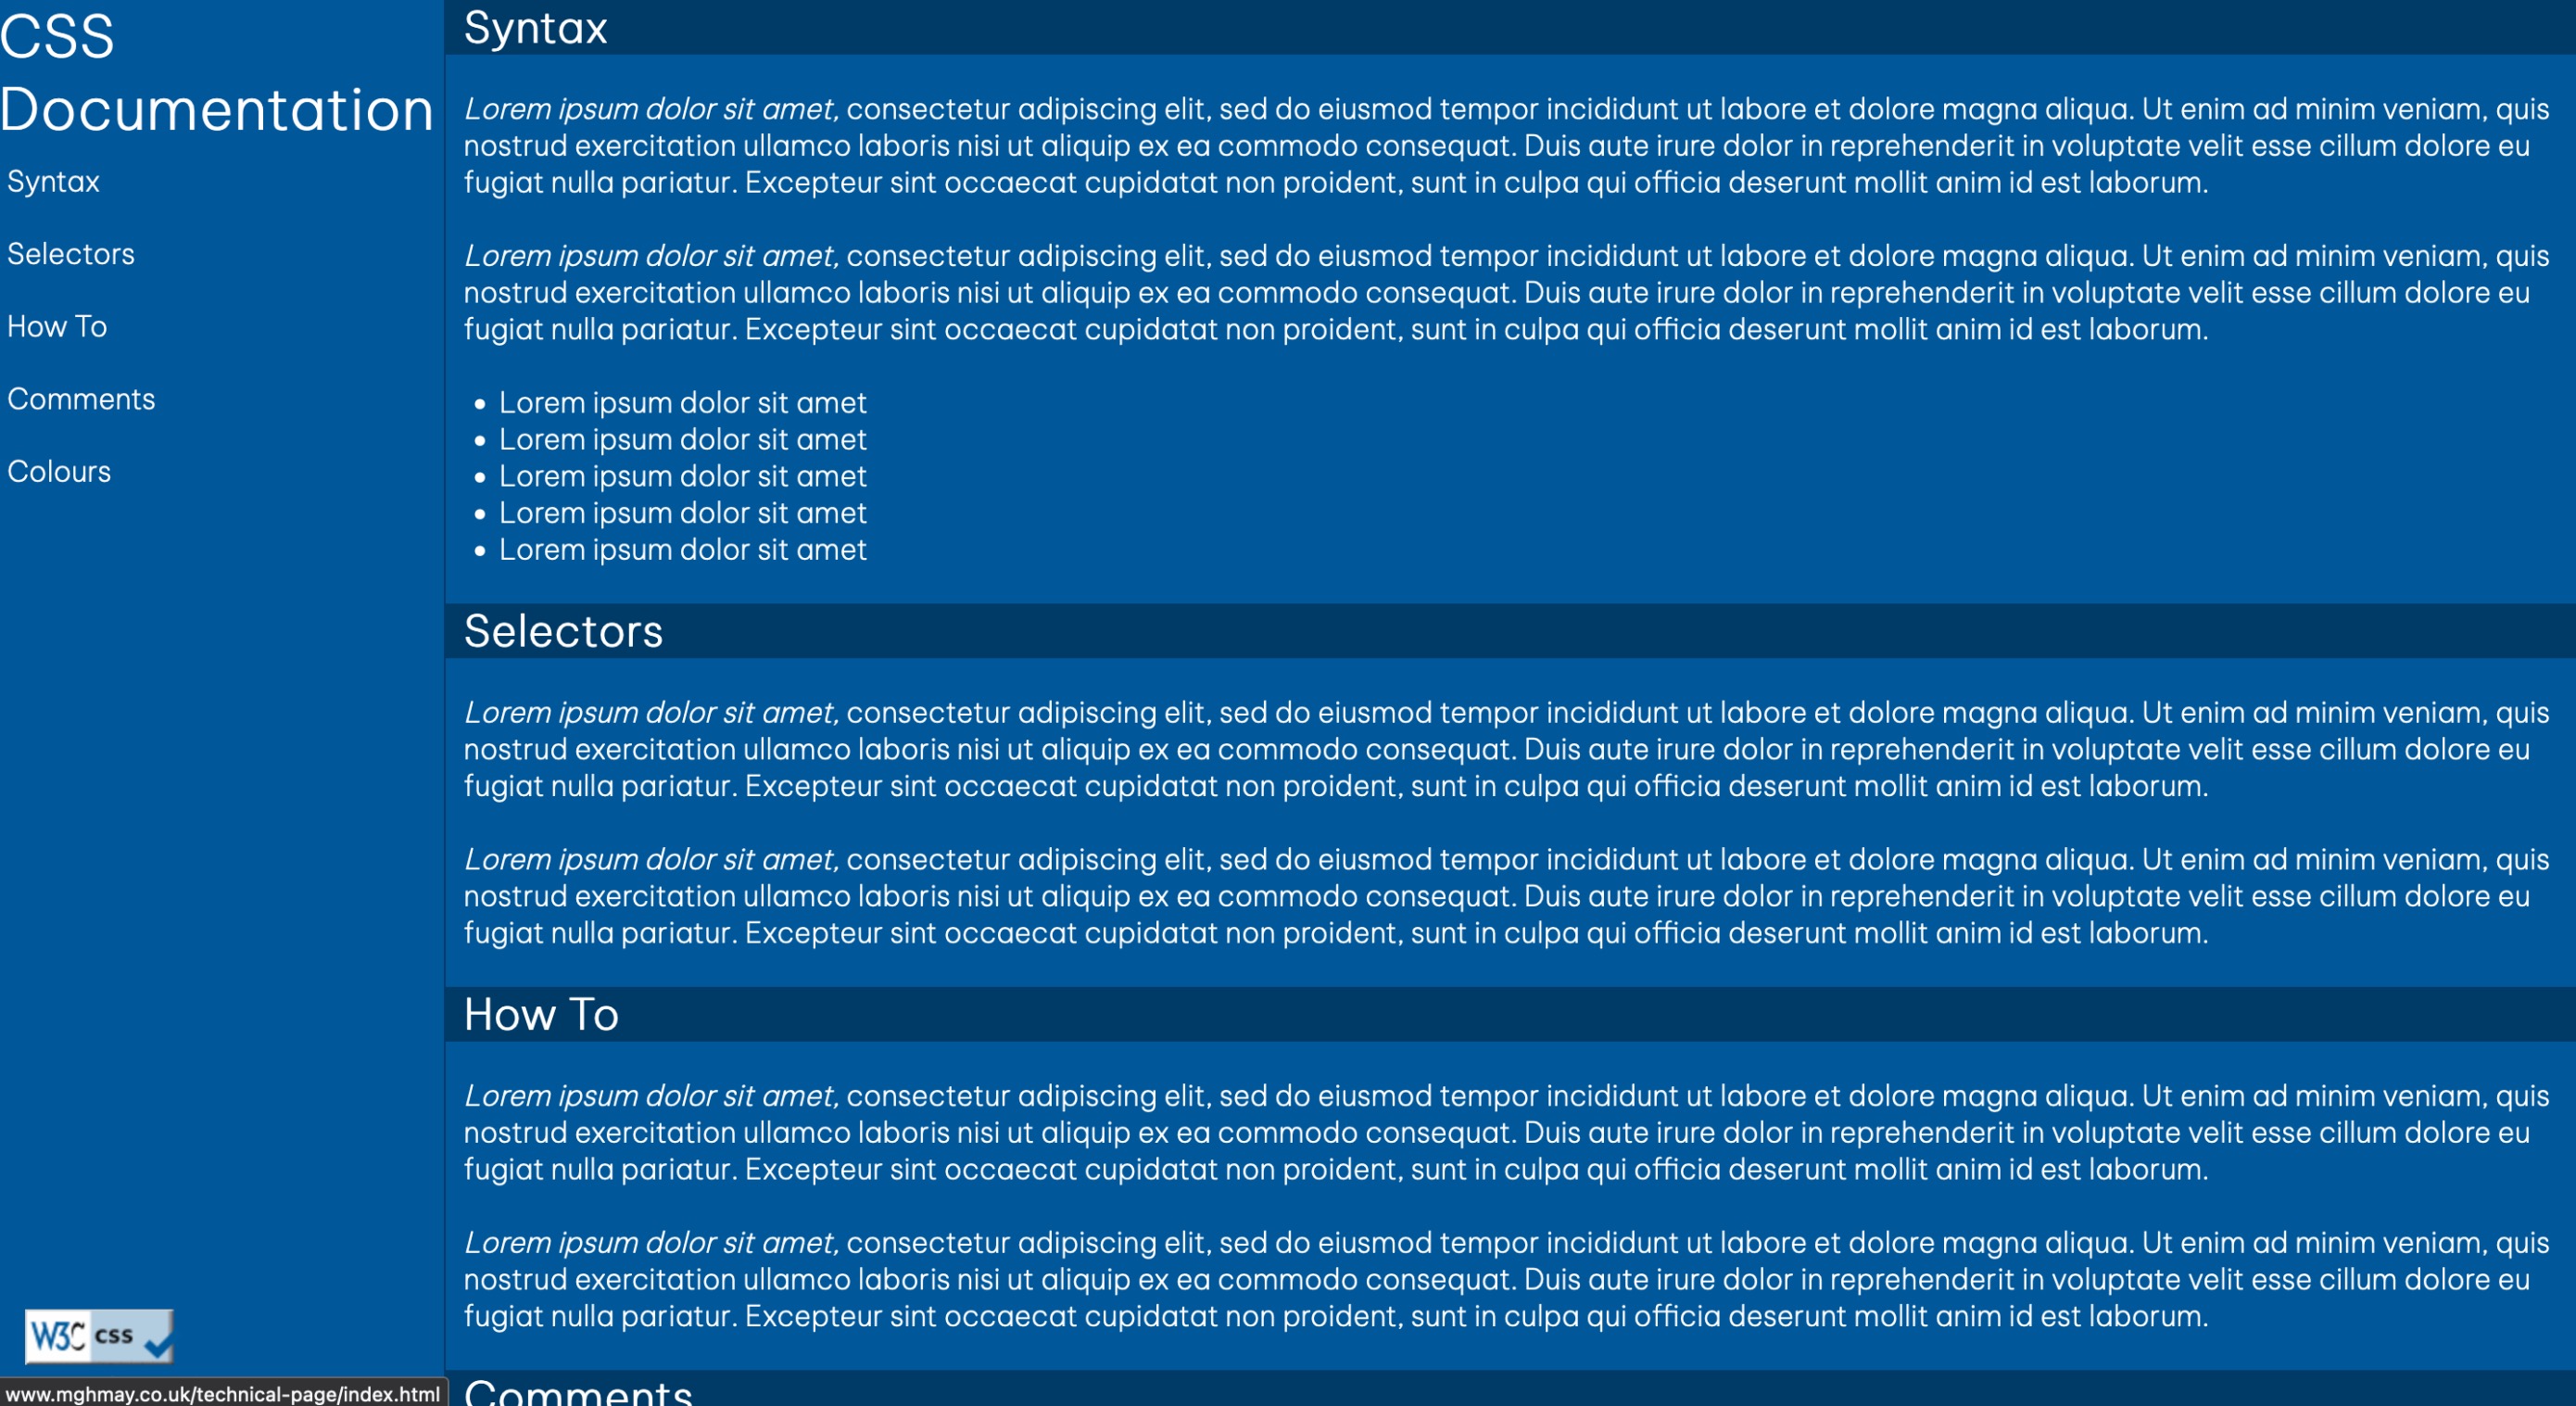 CSS
Documentation
Syntax
Selectors
How To
Comments
Colours
W3C css
www.mghmay.co.uk/technical-page/index.html
Syntax
Lorem ipsum dolor sit amet, consectetur adipiscing elit, sed do eiusmod tempor incididunt ut labore et dolore magna aliqua. Ut enim ad minim veniam, quis
nostrud exercitation ullamco laboris nisi ut aliquip ex ea commodo consequat. Duis aute irure dolor in reprehenderit in voluptate velit esse cillum dolore eu
fugiat nulla pariatur. Excepteur sint occaecat cupidatat non proident, sunt in culpa qui officia deserunt mollit anim id est laborum.
Lorem ipsum dolor sit amet, consectetur adipiscing elit, sed do eiusmod tempor incididunt ut labore et dolore magna aliqua. Ut enim ad minim veniam, quis
nostrud exercitation ullamco laboris nisi ut aliquip ex ea commodo consequat. Duis aute irure dolor in reprehenderit in voluptate velit esse cillum dolore eu
fugiat nulla pariatur. Excepteur sint occaecat cupidatat non proident, sunt in culpa qui officia deserunt mollit anim id est laborum.
• Lorem ipsum dolor sit amet
• Lorem ipsum dolor sit amet
• Lorem ipsum dolor sit amet
• Lorem ipsum dolor sit amet
• Lorem ipsum dolor sit amet
Selectors
Lorem ipsum dolor sit amet, consectetur adipiscing elit, sed do eiusmod tempor incididunt ut labore et dolore magna aliqua. Ut enim ad minim veniam, quis
nostrud exercitation ullamco laboris nisi ut aliquip ex ea commodo consequat. Duis aute irure dolor in reprehenderit in voluptate velit esse cillum dolore eu
fugiat nulla pariatur. Excepteur sint occaecat cupidatat non proident, sunt in culpa qui officia deserunt mollit anim id est laborum.
Lorem ipsum dolor sit amet, consectetur adipiscing elit, sed do eiusmod tempor incididunt ut labore et dolore magna aliqua. Ut enim ad minim veniam, quis
nostrud exercitation ullamco laboris nisi ut aliquip ex ea commodo consequat. Duis aute irure dolor in reprehenderit in voluptate velit esse cillum dolore eu
fugiat nulla pariatur. Excepteur sint occaecat cupidatat non proident, sunt in culpa qui officia deserunt mollit anim id est laborum.
How To
Lorem ipsum dolor sit amet, consectetur adipiscing elit, sed do eiusmod tempor incididunt ut labore et dolore magna aliqua. Ut enim ad minim veniam, quis
nostrud exercitation ullamco laboris nisi ut aliquip ex ea commodo consequat. Duis aute irure dolor in reprehenderit in voluptate velit esse cillum dolore eu
fugiat nulla pariatur. Excepteur sint occaecat cupidatat non proident, sunt in culpa qui officia deserunt mollit anim id est laborum.
Lorem ipsum dolor sit amet, consectetur adipiscing elit, sed do eiusmod tempor incididunt ut labore et dolore magna aliqua. Ut enim ad minim veniam, quis
nostrud exercitation ullamco laboris nisi ut aliquip ex ea commodo consequat. Duis aute irure dolor in reprehenderit in voluptate velit esse cillum dolore eu
fugiat nulla pariatur. Excepteur sint occaecat cupidatat non proident, sunt in culpa qui officia deserunt mollit anim id est laborum.
Comments